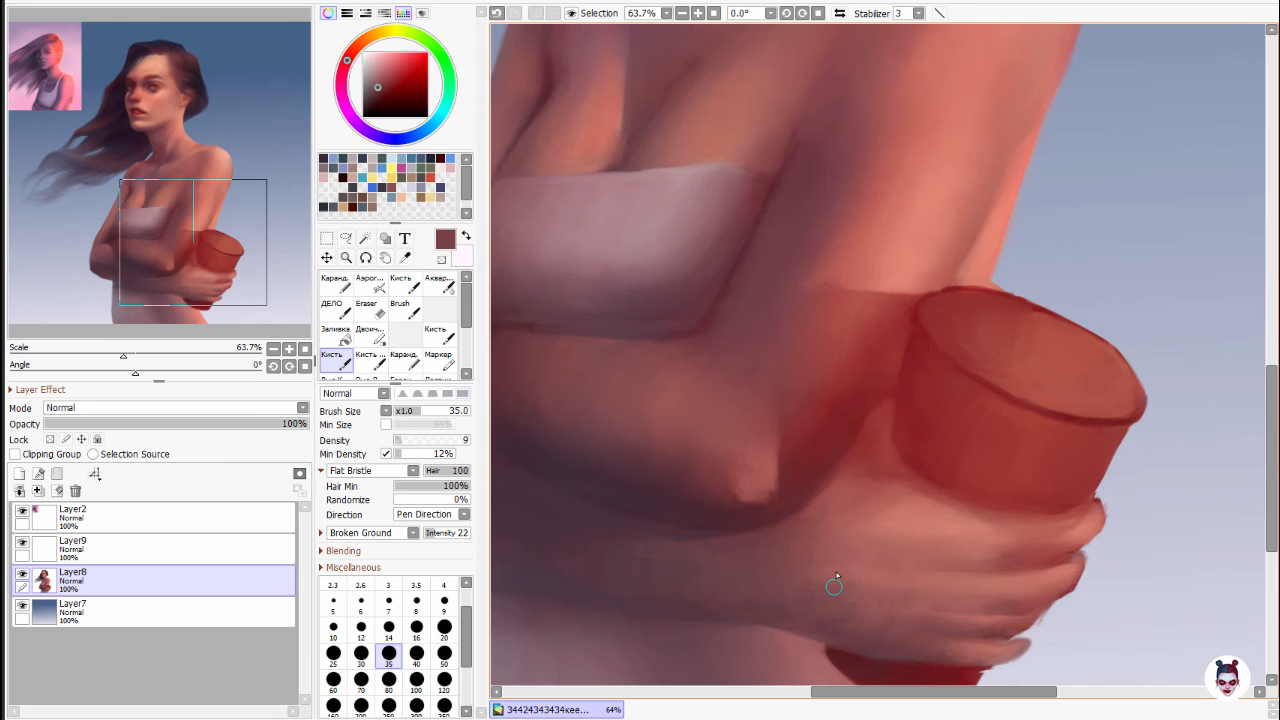 Selection 63.7% 0.0° Stabilizer 3
Scale 63.7%
Angle 0°
Layer Effect
Mode Normal
Opacity 100%
Lock
Clipping Group Selection Source
Layer2
Normal
100%
Layer9
Normal
100%
Layer8
Normal
100%
Layer7
Normal
100%
T
Каранд. Аэрог... Кисть Аквар...
ДЕЛО Eraser Brush
Заливка Двоич... Кисть
Кисть Кисть ... Каранд. Маркер
Normal
Brush Size x1.0 35.0
Min Size 94%
Density 9
Min Density 12%
Flat Bristle Hair 100
Hair Min 100%
Randomize 0%
Direction Pen Direction
Broken Ground Intensity 22
Blending
Miscellaneous
2.3 2.6 3 3.5 4
5 6 7 8 9
10 12 14 16 20
25 30 35 40 50
60 70 80 100 120
34424343434кее... 64%